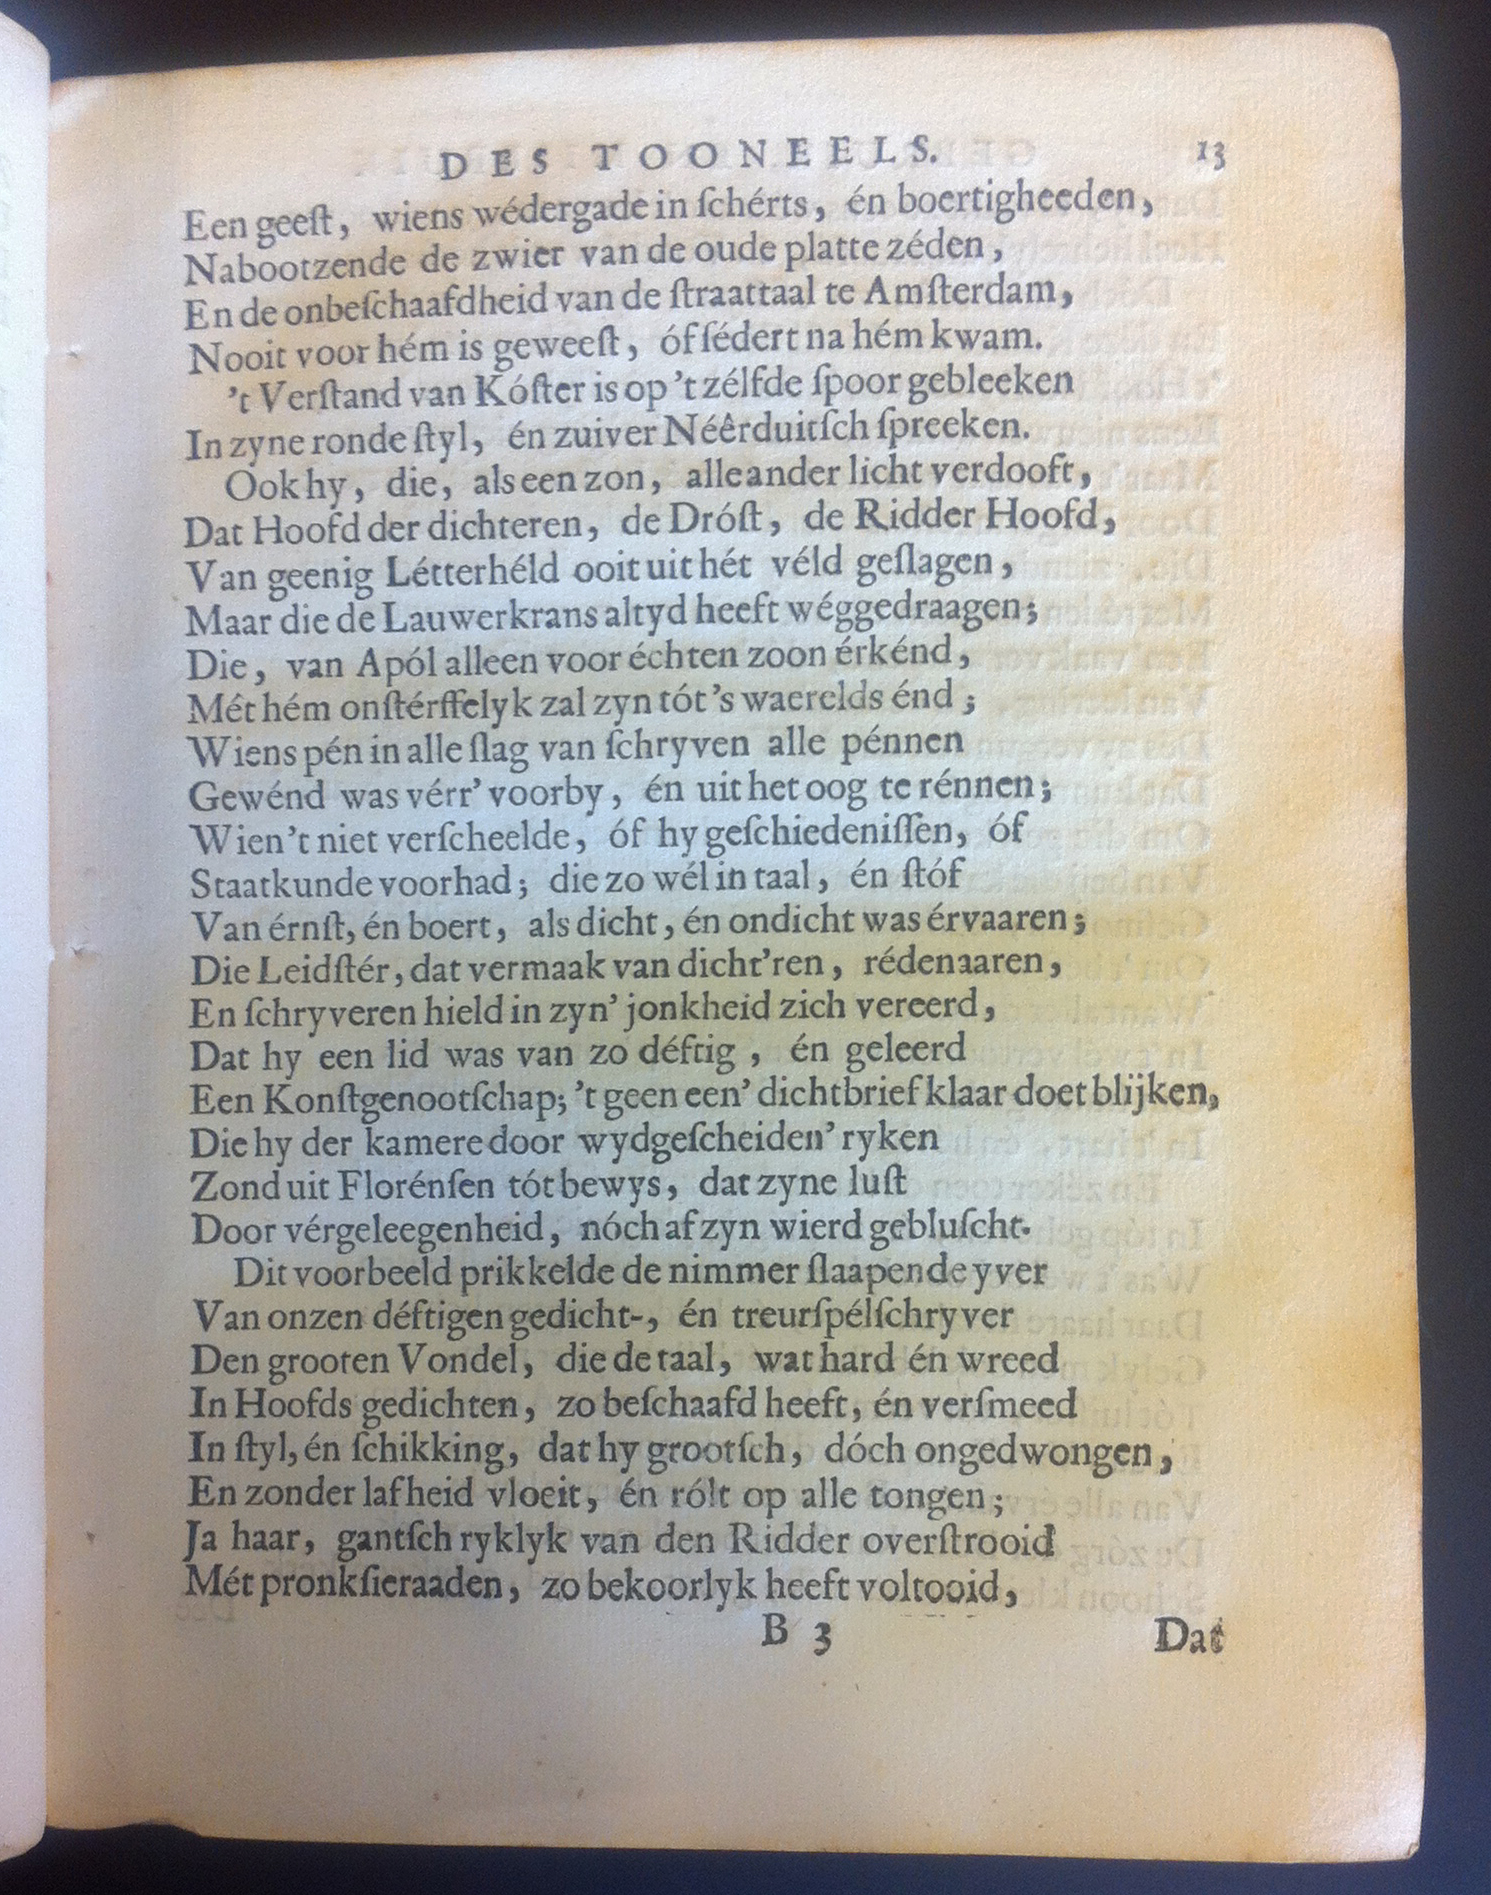 DES TOONEELS. 13
Een geeſt, wiens wédergade in ſchérts, én boertigheeden,
Nabootzende de zwier van de oude platte zéden,
En de onbeſchaafdheid van de ſtraattaal te Amſterdam,
Nooit voor hém is geweeſt, óf ſédert na hém kwam.
't Verſtand van Kóſter is op 't zélfde ſpoor gebleeken
In zyne ronde ſtyl, én zuiver Néêrduitſch ſpreeken.
Ook hy, die, als een zon, alle ander licht verdooft,
Dat Hoofd der dichteren, de Dróſt, de Ridder Hoofd,
Van geenig Létterhéld ooit uit hét véld geſlagen,
Maar die de Lauwerkrans altyd heeft wéggedraagen;
Die, van Apól alleen voor échten zoon érkénd,
Mét hém onſtérffelyk zal zyn tót 's waerelds énd;
Wiens pén in alle ſlag van ſchryven alle pénnen
Gewénd was vérr' voorby, én uit het oog te rénnen;
Wien 't niet verſcheelde, óf hy geſchiedeniſſen, óf
Staatkunde voorhad; die zo wél in taal, én ſtóf
Van érnſt, én boert, als dicht, én ondicht was érvaaren;
Die Leidſtér, dat vermaak van dicht'ren, rédenaaren,
En ſchryveren hield in zyn' jonkheid zich vereerd,
Dat hy een lid was van zo déftig, én geleerd
Een Konſtgenootſchap; 't geen een' dichtbrief klaar doet blijken,
Die hy der kamere door wydgeſcheiden' ryken
Zond uit Florénſen tót bewys, dat zyne luſt
Door vérgeleegenheid, nóch af zyn wierd gebluſcht.
Dit voorbeeld prikkelde de nimmer ſlaapende yver
Van onzen déftigen gedicht-, én treurſpélſchryver
Den grooten Vondel, die de taal, wat hard én wreed
In Hoofds gedichten, zo beſchaafd heeft, én verſmeed
In ſtyl, én ſchikking, dat hy grootſch, dóch ongedwongen,
En zonder lafheid vloeit, én rólt op alle tongen;
Ja haar, gantſch ryklyk van den Ridder overſtrooid
Mét pronkſieraaden, zo bekoorlyk heeft voltooid,
B 3 Dat